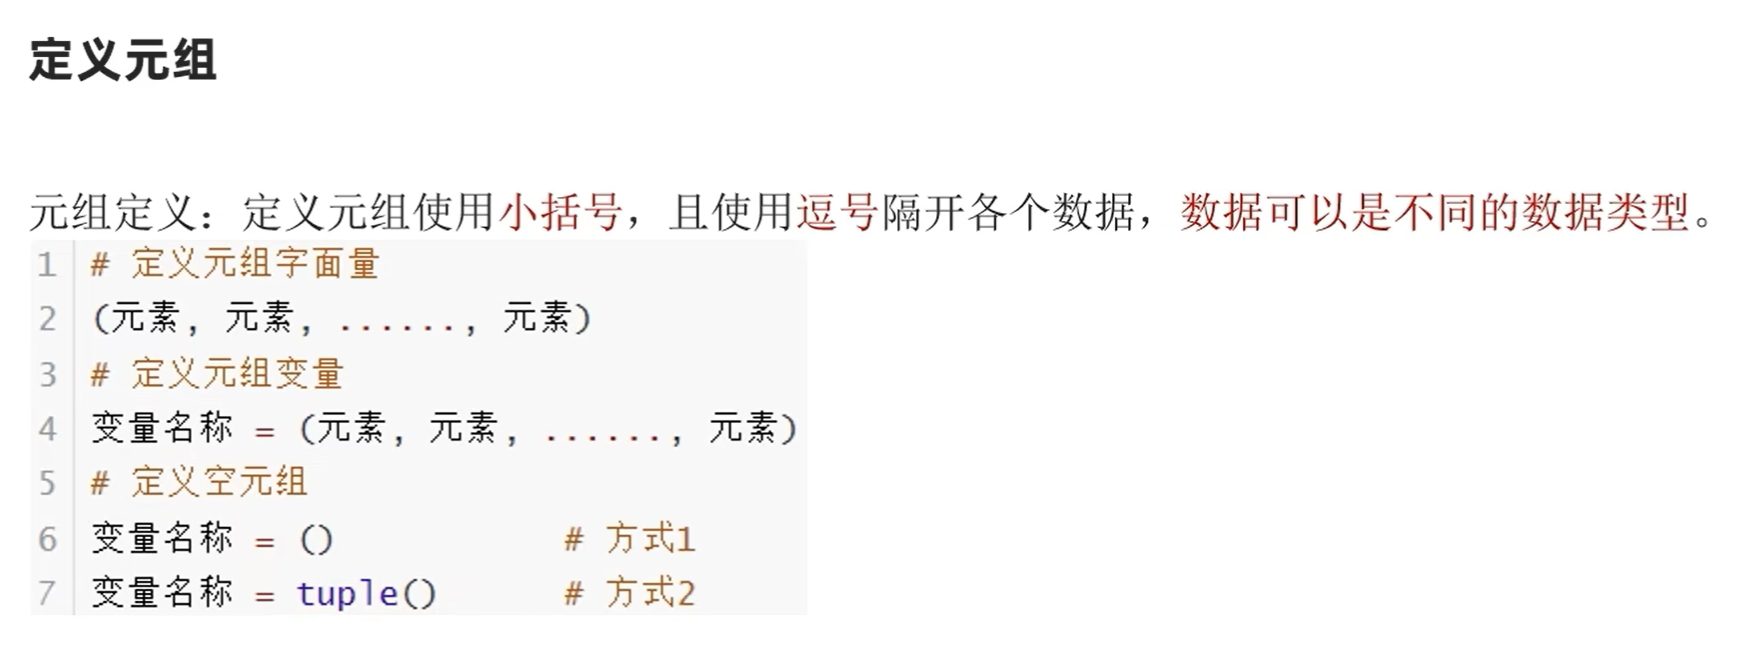 定义元组
元组定义：定义元组使用小括号，且使用逗号隔开各个数据，数据可以是不同的数据类型。
1 # 定义元组字面量
2 (元素, 元素, ......, 元素)
3 # 定义元组变量
4 变量名称 = (元素, 元素, ......, 元素)
5 # 定义空元组
6 变量名称 = () # 方式1
7 变量名称 = tuple() # 方式2